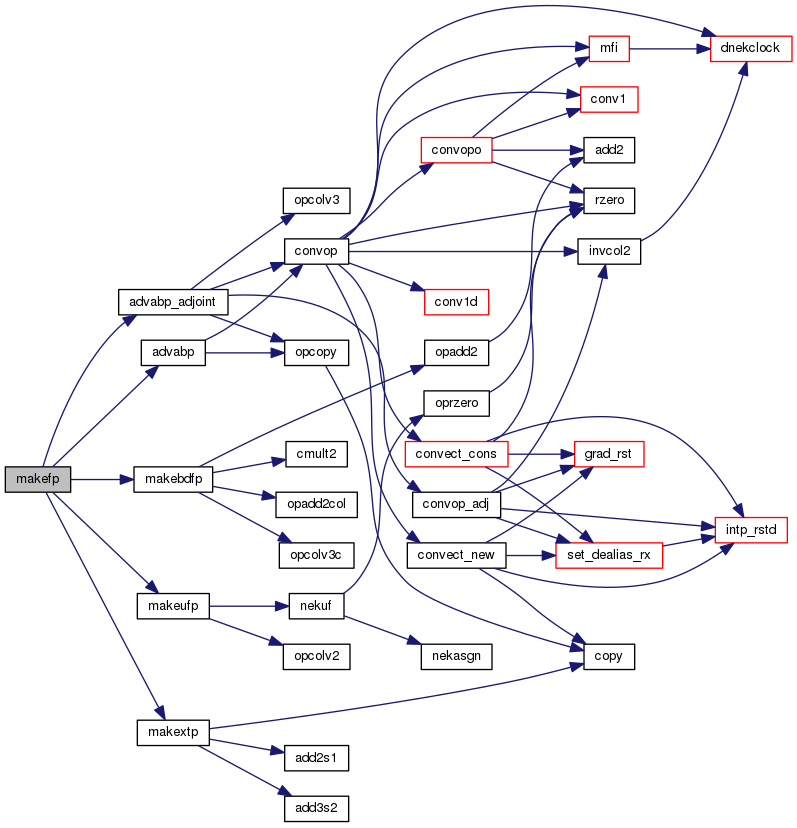 mfi
dnekclock
conv1
convopo
add2
opcolv3
rzero
convop
invcol2
advabp_adjoint
conv1d
advabp
opcopy
opadd2
oprzero
cmult2
convect_cons
grad_rst
makefp
makebdfp
opadd2col
convop_adj
intp_rstd
opcolv3c
convect_new
set_dealias_rx
makeufp
nekuf
opcolv2
nekasgn
copy
makextp
add2s1
add3s2